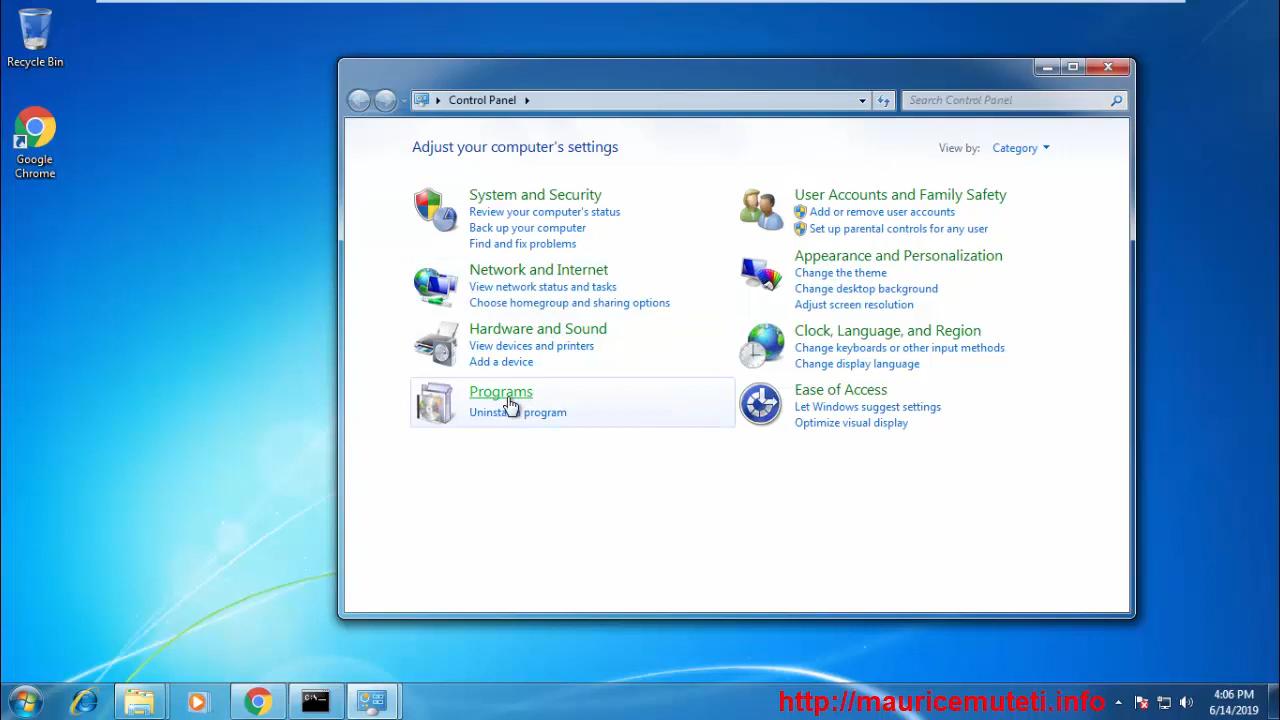 Recycle Bin
Google
Chrome
Control Panel
Search Control Panel
Adjust your computer's settings
View by:
Category
System and Security
Review your computer's status
Back up your computer
Find and fix problems
Network and Internet
View network status and tasks
Choose homegroup and sharing options
Hardware and Sound
View devices and printers
Add a device
Programs
program
User Accounts and Family Safety
Add or remove user accounts
Set up parental controls for any user
Appearance and Personalization
Change the theme
Change desktop background
Adjust screen resolution
Clock, Language, and Region
Change keyboards or other input methods
Change display language
Ease of Access
Let Windows suggest settings
Optimize visual display
http://mauricemuteti.info
4:06 PM
6/14/2019